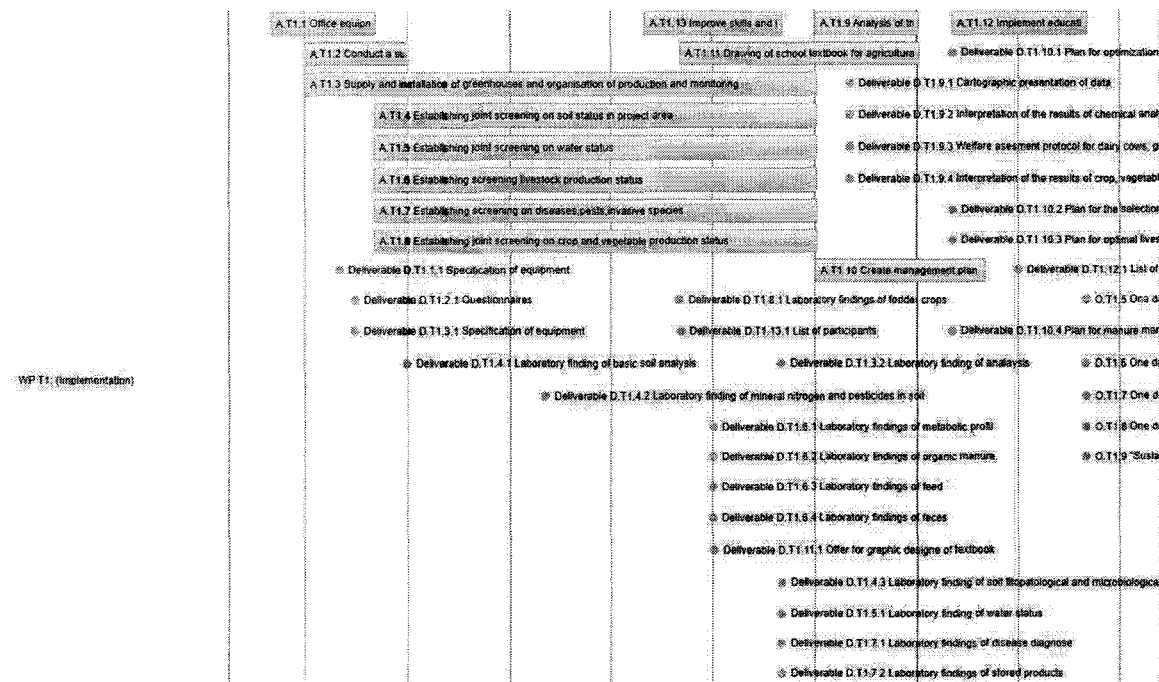 A.T1.1 Office equipn
A.T1.13 Improve skills and t
A.T1.9 Analysis of th
A.T1.12 Implement educati
A.T1.2 Conduct a su
A.T1.11 Drawing of school textbook for agricultura
Deliverable D.T1.10.1 Plan for optimization
A.T1.3 Supply and installation of greenhouses and organisation of production and monitoring
Deliverable D.T1.9.1 Cartographic presentation of data
A.T1.4 Establishing joint screening on soil status in project area
Deliverable D.T1.9.2 Interpretation of the results of chemical anal
A.T1.5 Establishing joint screening on water status
Deliverable D.T1.9.3 Welfare asesment protocol for dairy cows, g
A.T1.6 Establishing screening livestock production status
Deliverable D.T1.9.4 Interpretation of the results of crop, vegetabl
A.T1.7 Establishing screening on diseases,pests,invasive species
Deliverable D.T1.10.2 Plan for the selection
A.T1.8 Establishing joint screening on crop and vegetable production status
Deliverable D.T1.10.3 Plan for optimal lives
Deliverable D.T1.1.1 Specification of equipment
A.T1.10 Create management plan
Deliverable D.T1.12.1 List of
Deliverable D.T1.2.1 Questionnaires
Deliverable D.T1.8.1 Laboratory findings of fodder crops
O.T1.5 One da
Deliverable D.T1.3.1 Specification of equipment
Deliverable D.T1.13.1 List of participants
Deliverable D.T1.10.4 Plan for manure man
Deliverable D.T1.4.1 Laboratory finding of basic soil analysis
Deliverable D.T1.3.2 Laboratory finding of analaysis
O.T1.6 One da
WP T1: (Implementation)
Deliverable D.T1.4.2 Laboratory finding of mineral nitrogen and pesticides in soil
O.T1.7 One d
Deliverable D.T1.6.1 Laboratory findings of metabolic profil
O.T1.8 One d
Deliverable D.T1.6.2 Laboratory findings of organic manure
O.T1.9 "Susta
Deliverable D.T1.6.3 Laboratory findings of feed
Deliverable D.T1.6.4 Laboratory findings of feces
Deliverable D.T1.11.1 Offer for graphic designe of textbook
Deliverable D.T1.4.3 Laboratory finding of soil fitopatological and microbiologica
Deliverable D.T1.5.1 Laboratory finding of water status
Deliverable D.T1.7.1 Laboratory findings of disease diagnose
Deliverable D.T1.7.2 Laboratory findings of stored products